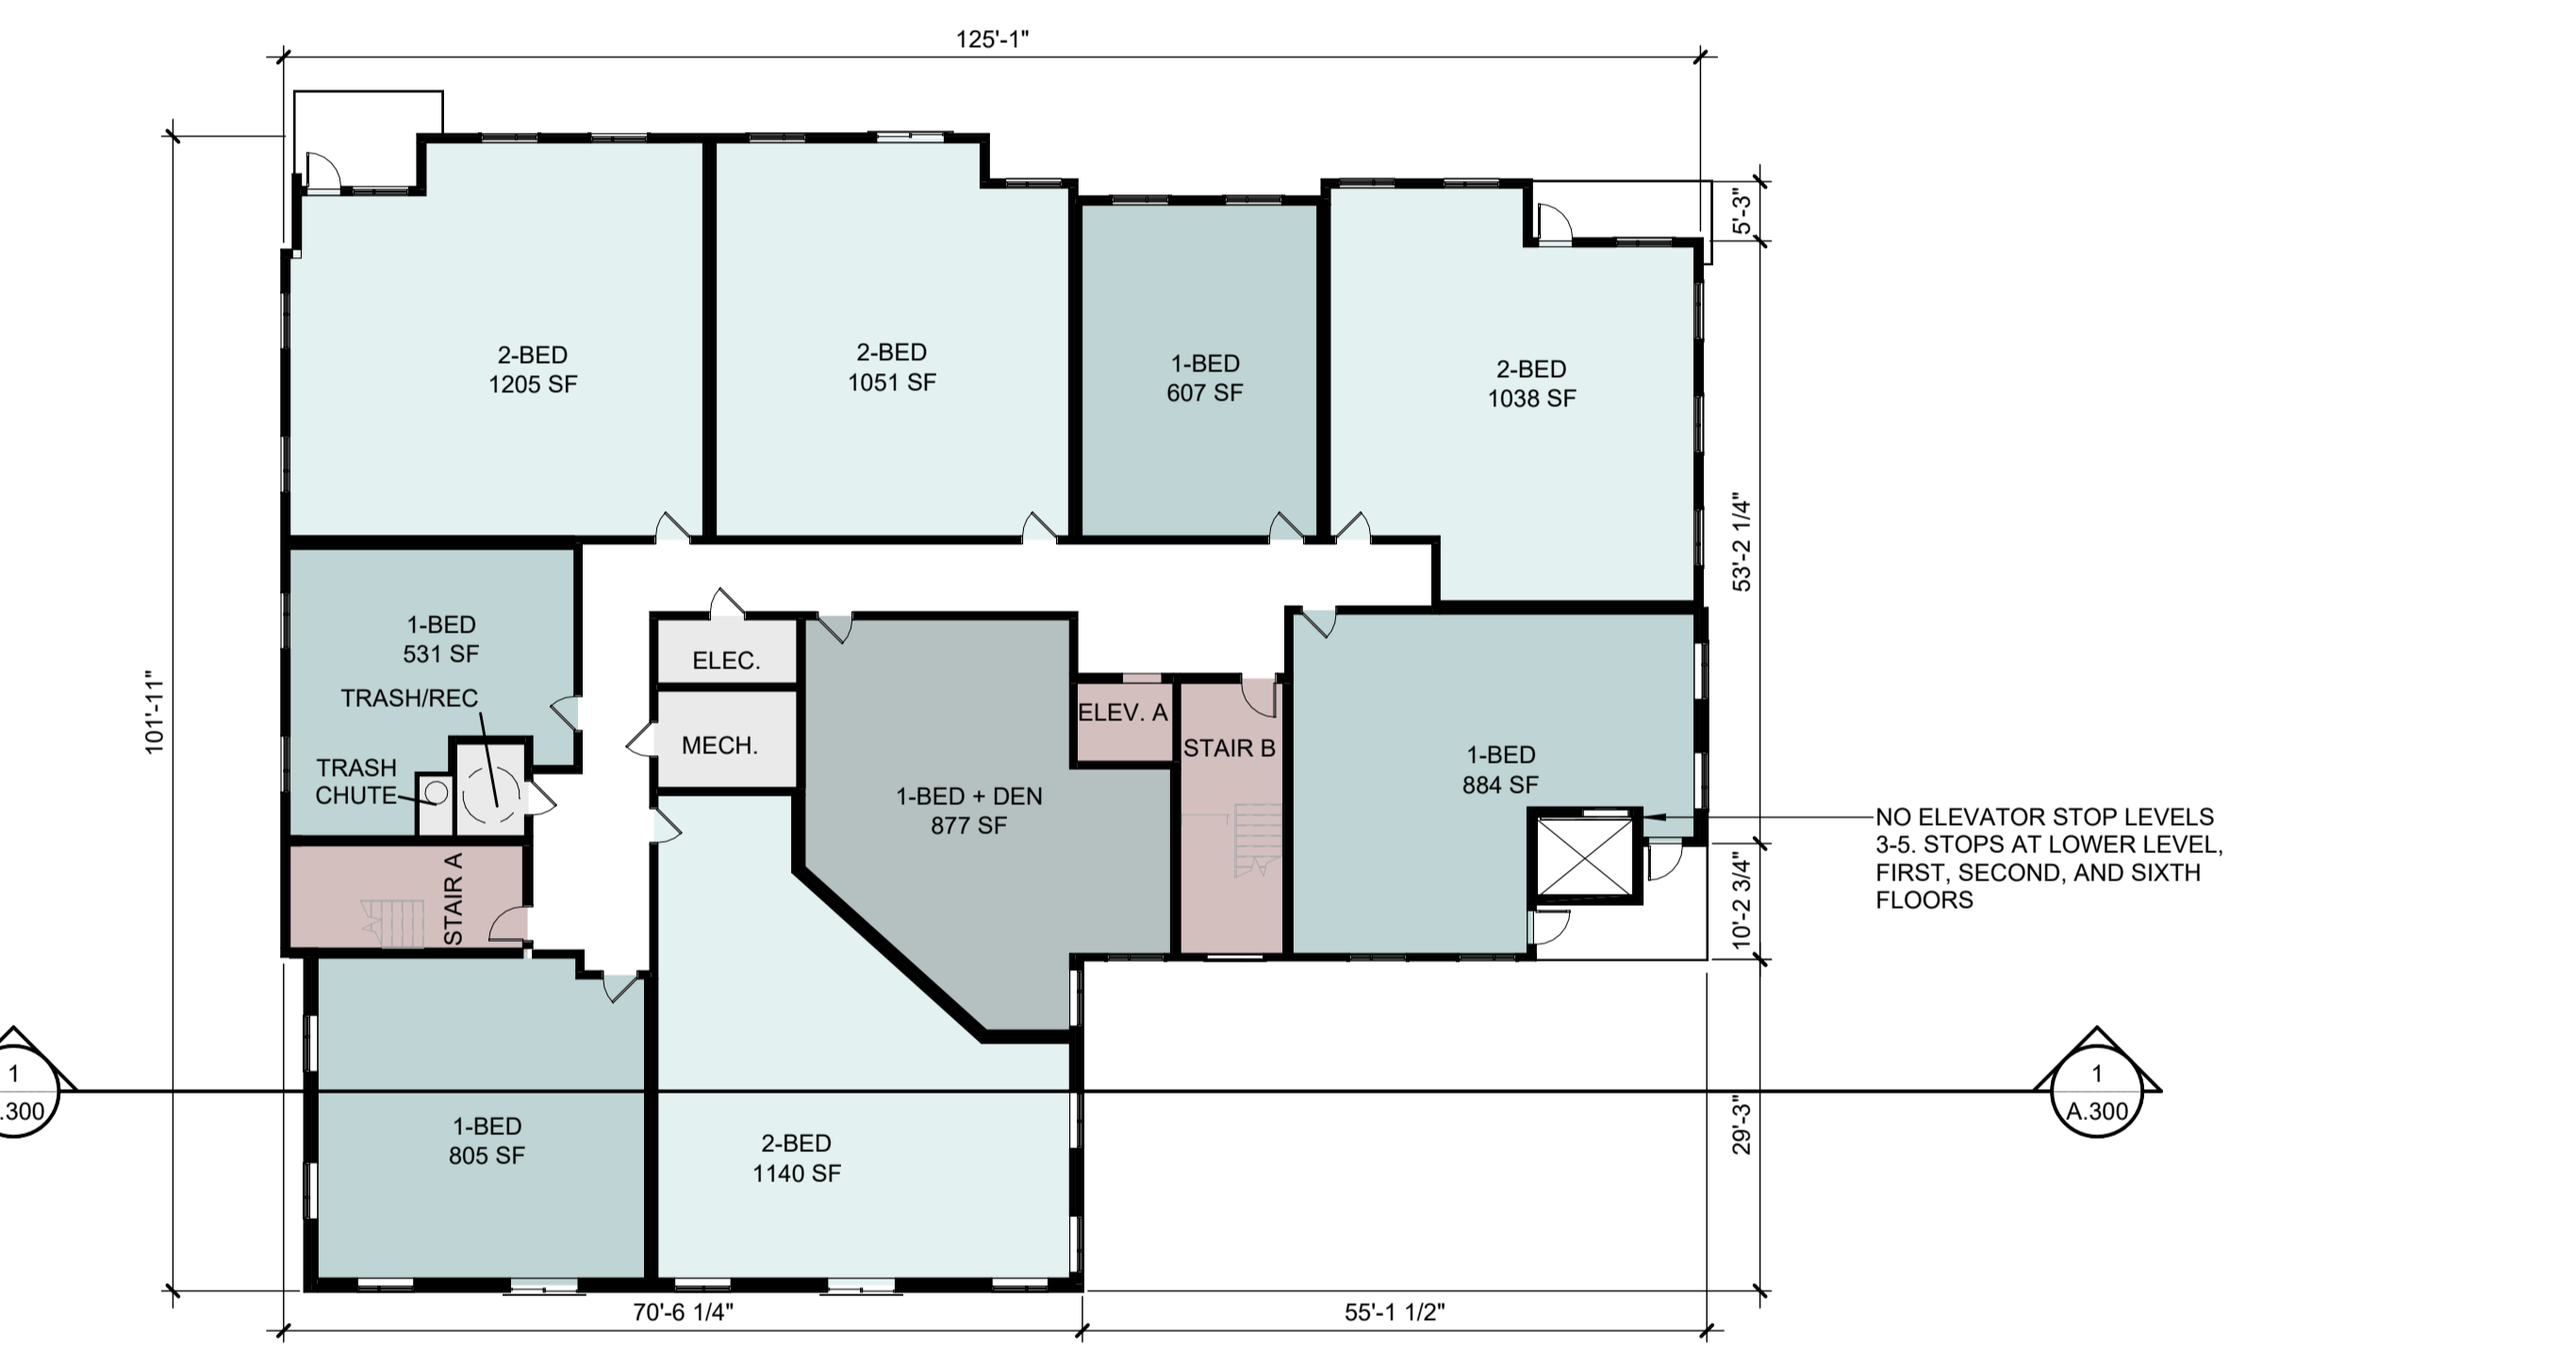 125'-1"
5'-3"
2-BED
1205 SF
2-BED
1051 SF
1-BED
607 SF
2-BED
1038 SF
53'-2 1/4"
101'-11"
1-BED
531 SF
TRASH/REC
TRASH
CHUTE
ELEC.
MECH.
1-BED + DEN
877 SF
ELEV. A
STAIR B
1-BED
884 SF
NO ELEVATOR STOP LEVELS
3-5. STOPS AT LOWER LEVEL,
FIRST, SECOND, AND SIXTH
FLOORS
STAIR A
10'-2 3/4"
1
.300
1
A.300
1-BED
805 SF
2-BED
1140 SF
29'-3"
70'-6 1/4"
55'-1 1/2"